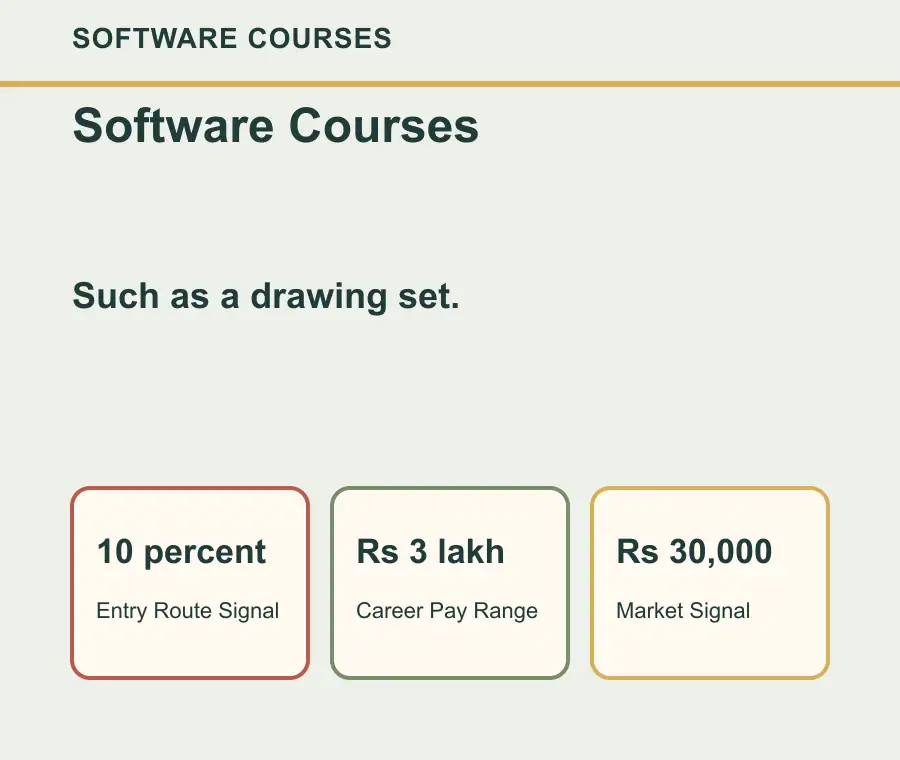 SOFTWARE COURSES
Software Courses
Such as a drawing set.
10 percent
Entry Route Signal
Rs 3 lakh
Career Pay Range
Rs 30,000
Market Signal